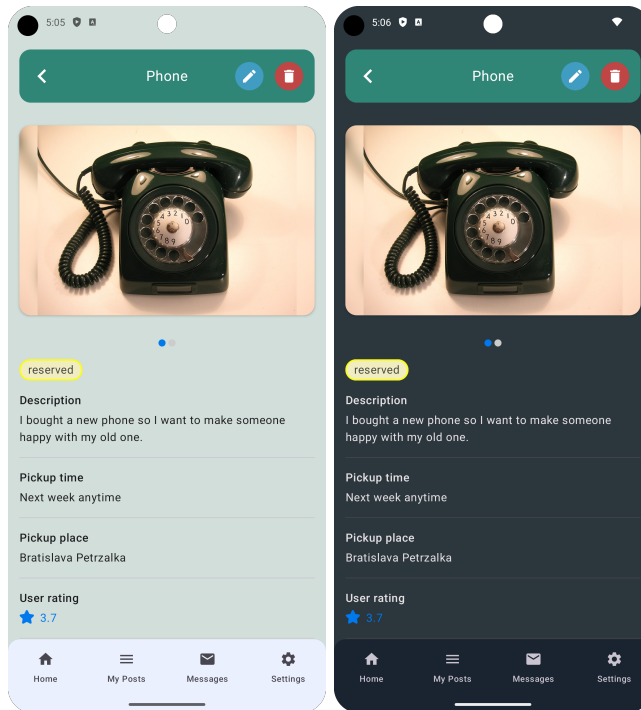 5:05
Phone
reserved
Description
I bought a new phone so I want to make someone
happy with my old one.
Pickup time
Next week anytime
Pickup place
Bratislava Petrzalka
User rating
3.7
Home My Posts Messages Settings
5:06
Phone
reserved
Description
I bought a new phone so I want to make someone
happy with my old one.
Pickup time
Next week anytime
Pickup place
Bratislava Petrzalka
User rating
3.7
Home My Posts Messages Settings